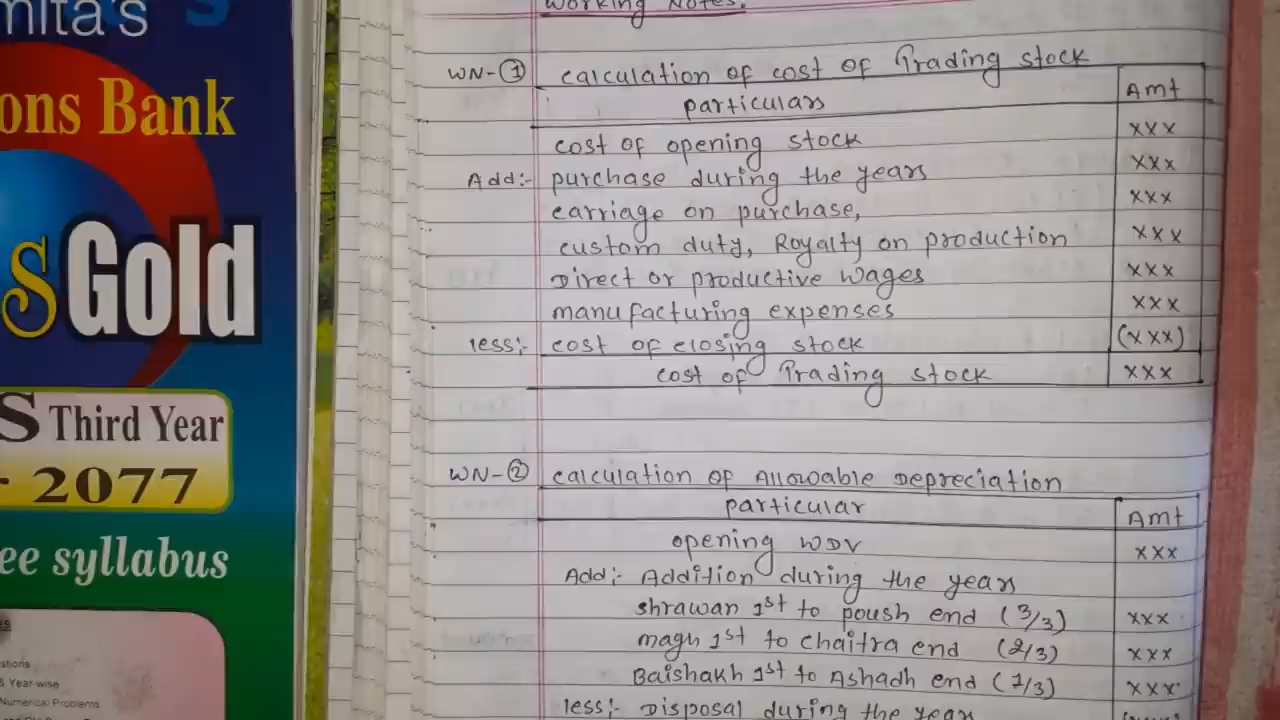 mita's
ons Bank
s Gold
S Third Year
- 2077
ee syllabus
stions
& Year-wise
Numerical Problems
Working Notes:
WN-① calculation of cost of Trading stock
particulars Amt
cost of opening stock xxx
Add:- purchase during the years xxx
carriage on purchase, xxx
custom duty, Royalty on production xxx
Direct or productive wages xxx
manufacturing expenses xxx
less:- cost of closing stock (xxx)
cost of Trading stock xxx
WN-② calculation of Allowable Depreciation
particular Amt
opening WDV xxx
Add:- Addition during the years
shrawan 1st to poush end (3/3) xxx
magh 1st to chaitra end (2/3) xxx
Baishakh 1st to Ashadh end (1/3) xxx
less:- Disposal during the year